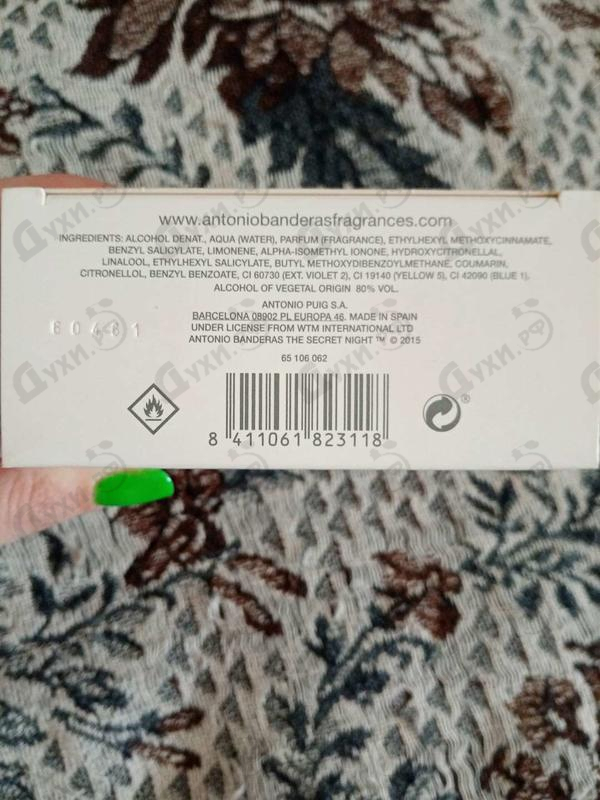 www.antoniobanderasfragrances.com
INGREDIENTS: ALCOHOL DENAT., AQUA (WATER), PARFUM (FRAGRANCE), ETHYLHEXYL METHOXYCINNAMATE,
BENZYL SALICYLATE, LIMONENE, ALPHA-ISOMETHYL IONONE, HYDROXYCITRONELLAL,
LINALOOL, ETHYLHEXYL SALICYLATE, BUTYL METHOXYDIBENZOYLMETHANE, COUMARIN,
CITRONELLOL, BENZYL BENZOATE, CI 60730 (EXT. VIOLET 2), CI 19140 (YELLOW 5), CI 42090 (BLUE 1).
ALCOHOL OF VEGETAL ORIGIN 80% VOL.
ANTONIO PUIG S.A.
BARCELONA 08902 PL EUROPA 46. MADE IN SPAIN
60461
UNDER LICENSE FROM WTM INTERNATIONAL LTD
ANTONIO BANDERAS THE SECRET NIGHT ™ © 2015
65 106 062
8 411061 823118
®
Духи.рф